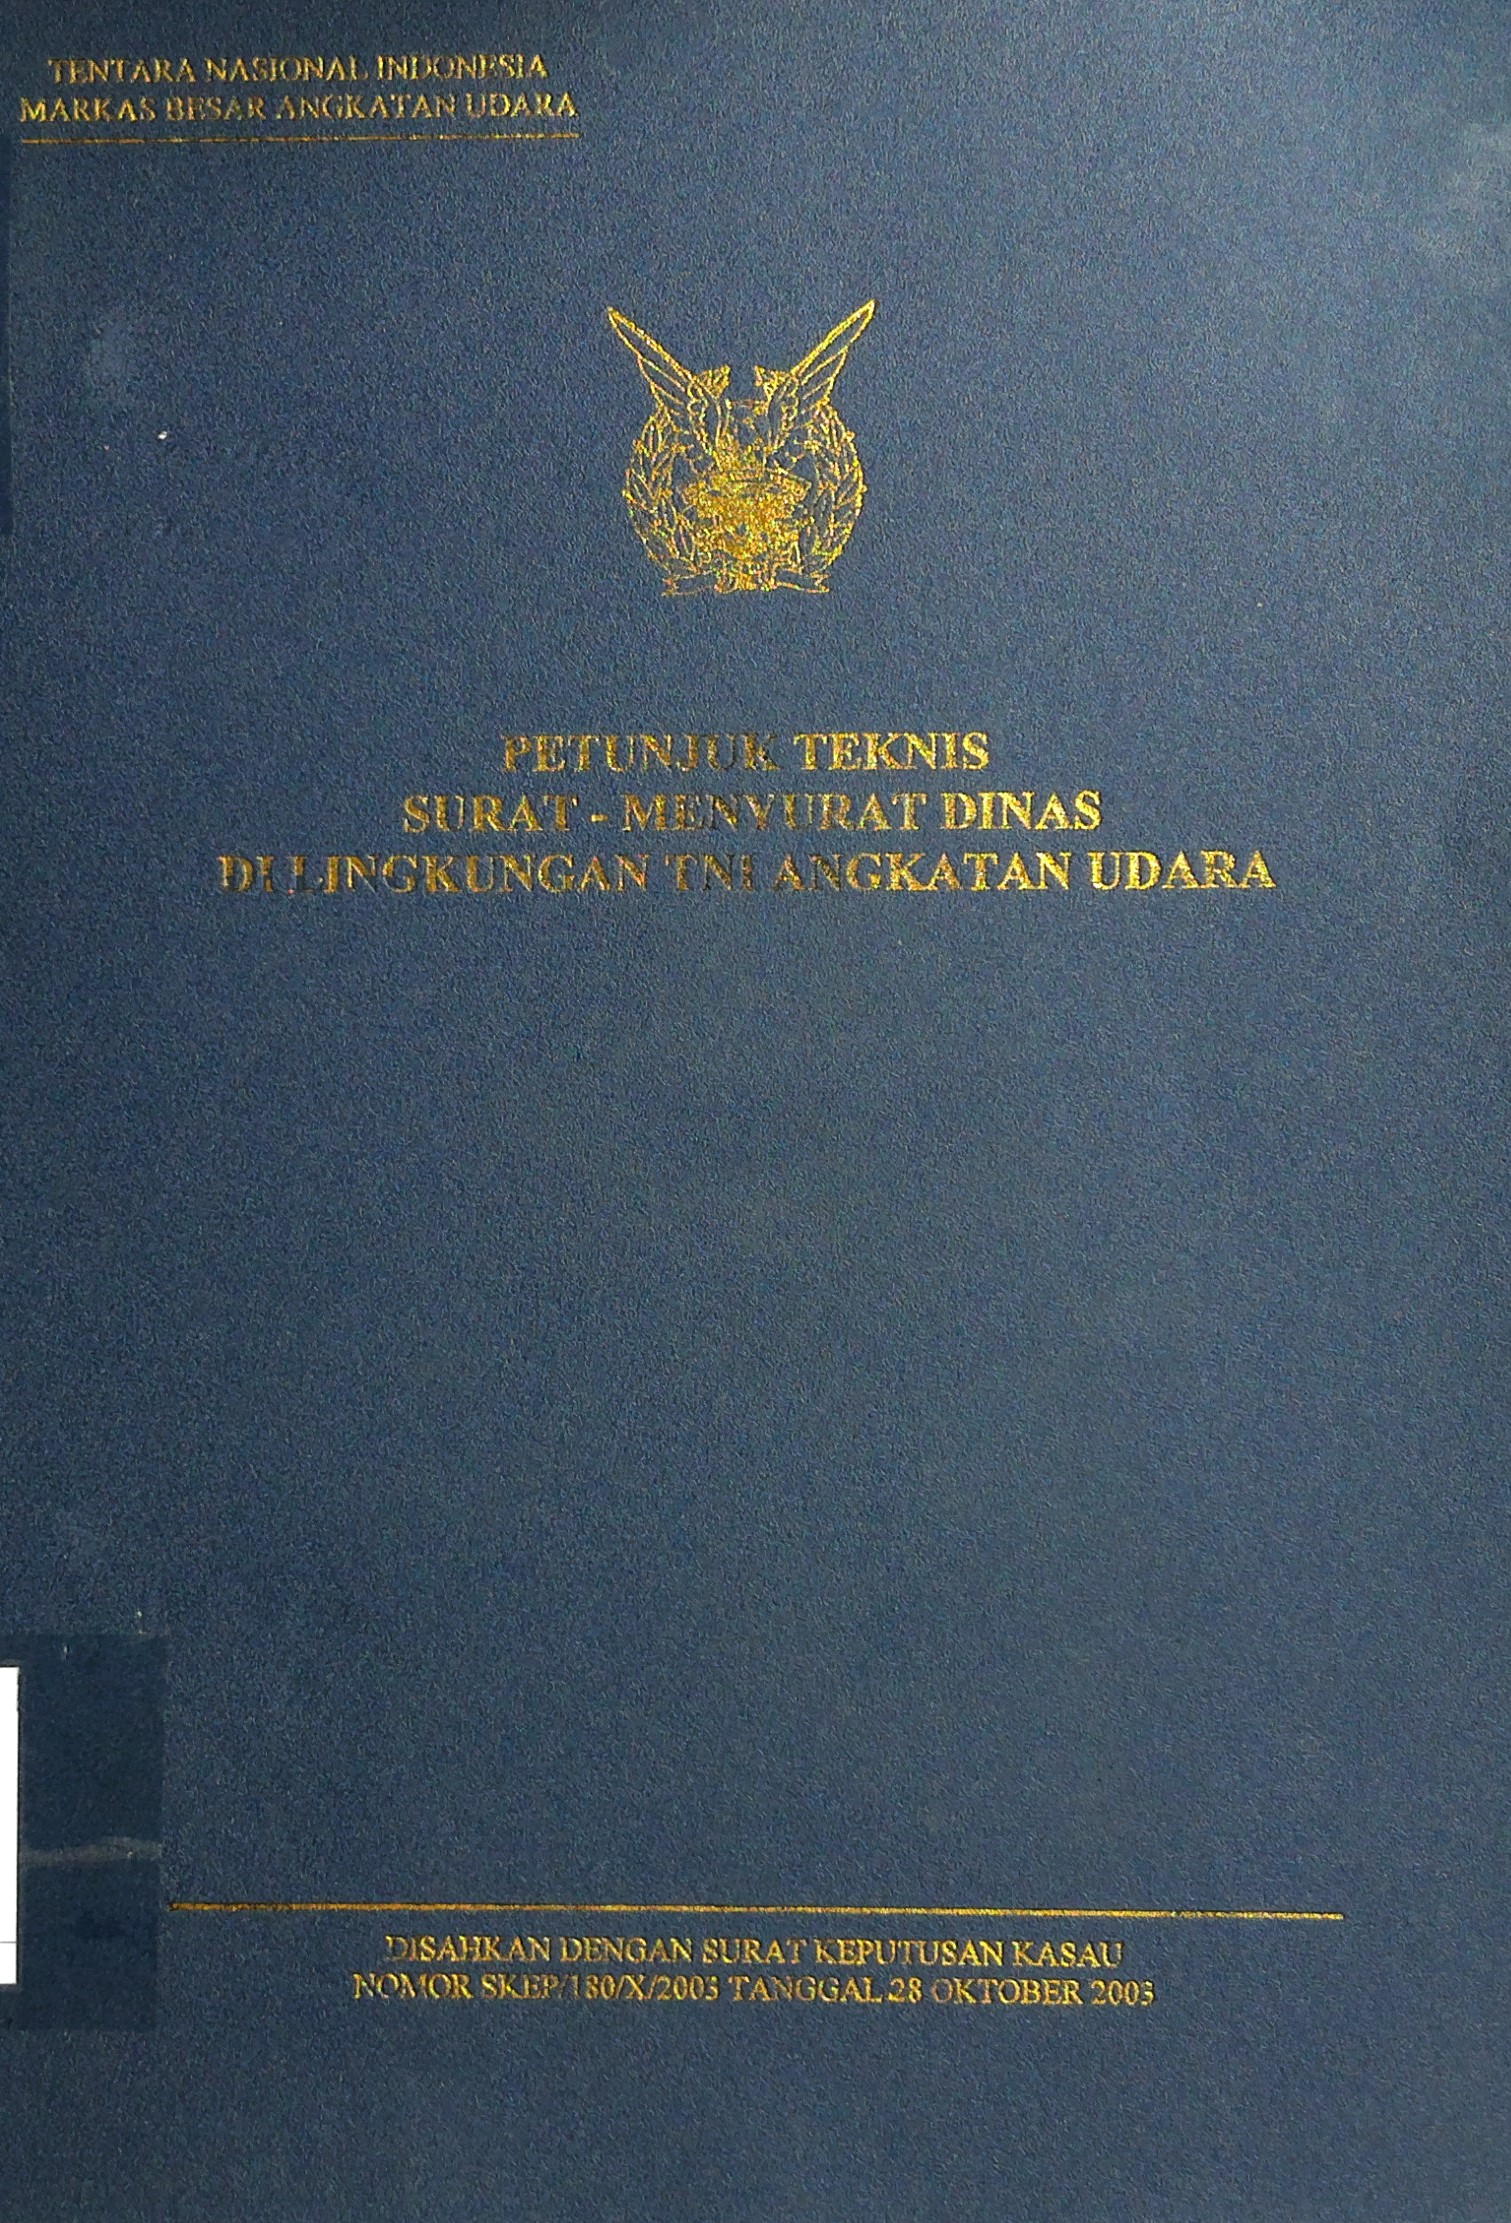 TENTARA NASIONAL INDONESIA
MARKAS BESAR ANGKATAN UDARA
PETUNJUK TEKNIS
SURAT - MENYURAT DINAS
DI LINGKUNGAN TNI ANGKATAN UDARA
DISAHKAN DENGAN SURAT KEPUTUSAN KASAU
NOMOR SKEP/180/X/2003 TANGGAL 28 OKTOBER 2003